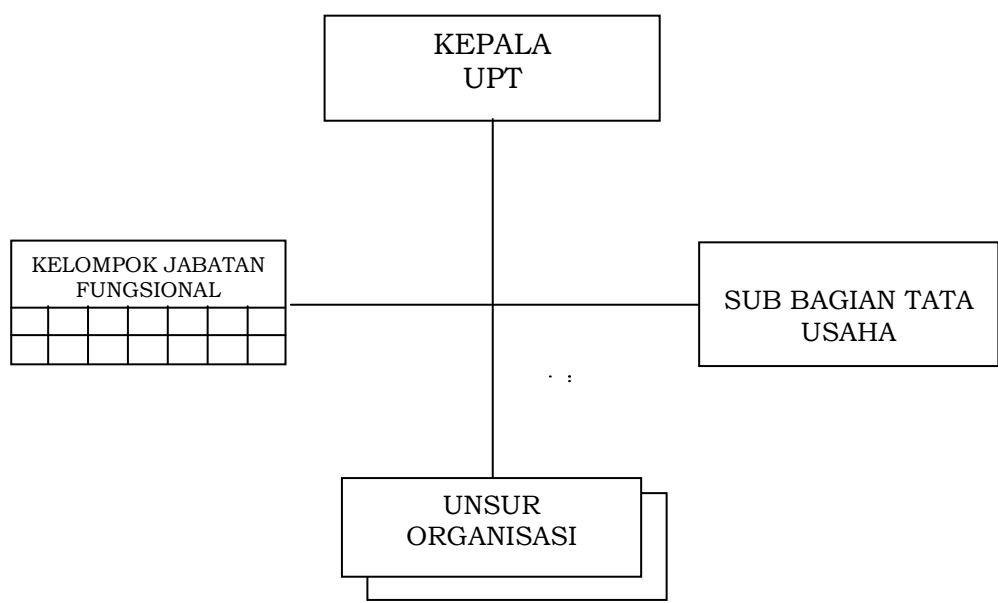 KEPALA
UPT
KELOMPOK JABATAN
FUNGSIONAL
SUB BAGIAN TATA
USAHA
UNSUR
ORGANISASI